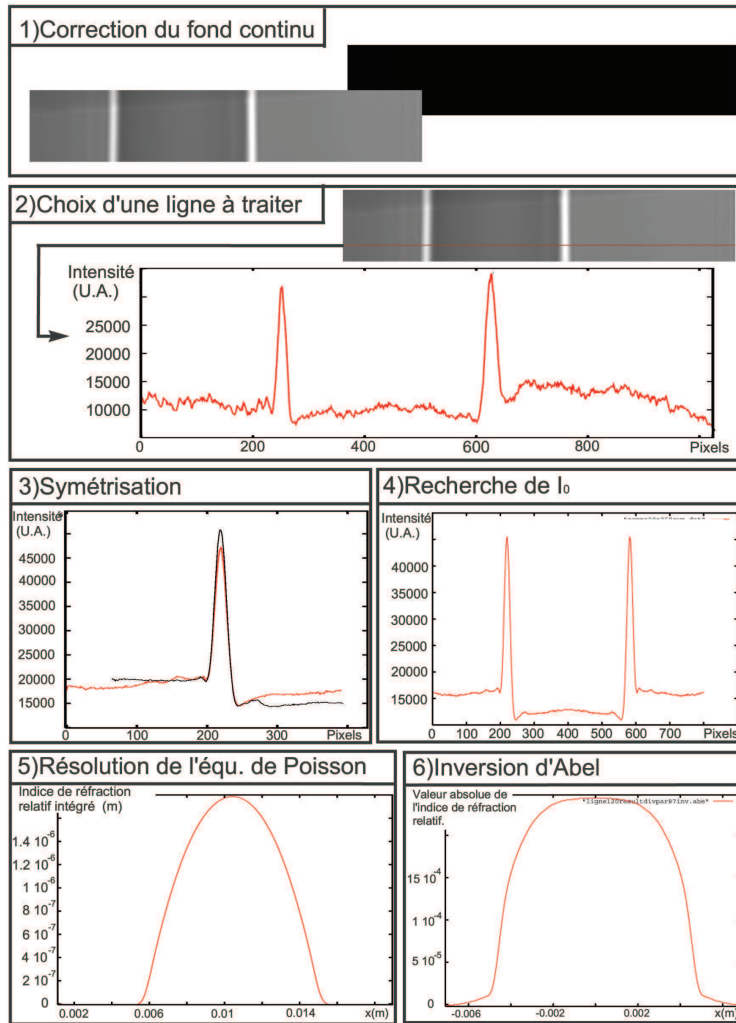 1)Correction du fond continu
2)Choix d'une ligne à traiter
Intensité
(U.A.)
25000
20000
15000
10000
0 200 400 600 800 Pixels
3)Symétrisation
Intensité
(U.A.)
45000
40000
35000
30000
25000
20000
15000
0 100 200 300 Pixels
4)Recherche de I₀
Intensité
(U.A.)
40000
35000
30000
25000
20000
15000
0 100 200 300 400 500 600 700 Pixels
5)Résolution de l'équ. de Poisson
Indice de réfraction
relatif intégré (m)
1.4 10⁻⁶
1.2 10⁻⁶
1 10⁻⁶
8 10⁻⁷
6 10⁻⁷
4 10⁻⁷
2 10⁻⁷
0
0.002 0.006 0.01 0.014 x(m)
6)Inversion d'Abel
Valeur absolue de
l'indice de réfraction
relatif.
15 10⁻⁴
1 10⁻⁴
5 10⁻⁵
0
-0.006 -0.002 0.002 x(m)